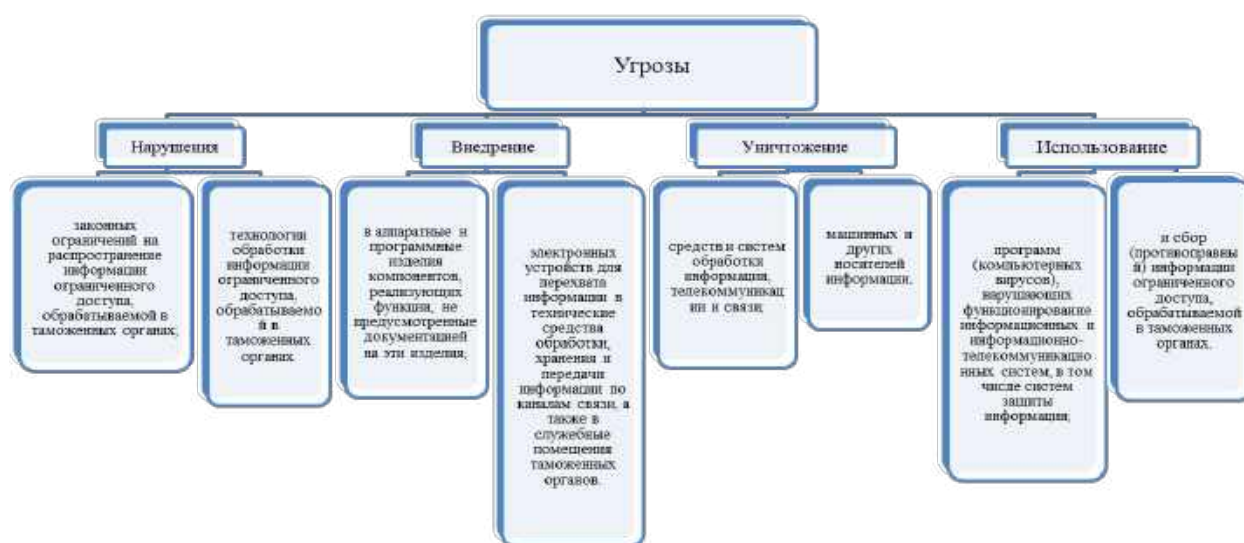 Угрозы
Нарушения
законных
ограничений на
распространение
информации
ограниченного
доступа,
обрабатываемой в
таможенных органах;
технологии
обработки
информации
ограниченного
доступа,
обрабатываемо
й в
таможенных
органах
Внедрение
в аппаратные и
программные
изделия
компонентов,
реализующих
функции, не
предусмотренные
документацией
на эти изделия;
электронных
устройств для
перехвата
информации в
технические
средства
обработки,
хранения и
передачи
информации по
каналам связи, а
также в
служебные
помещения
таможенных
органов.
Уничтожение
средств и систем
обработки
информации,
телекоммуникац
ии и связи;
машинных и
других
носителей
информации;
Использование
программ
(компьютерных
вирусов),
нарушающих
функционирование
информационных и
информационно-
телекоммуникацио
нных систем, в том
числе систем
защиты
информации;
и сбор
(противоправны
й) информации
ограниченного
доступа,
обрабатываемой
в таможенных
органах.